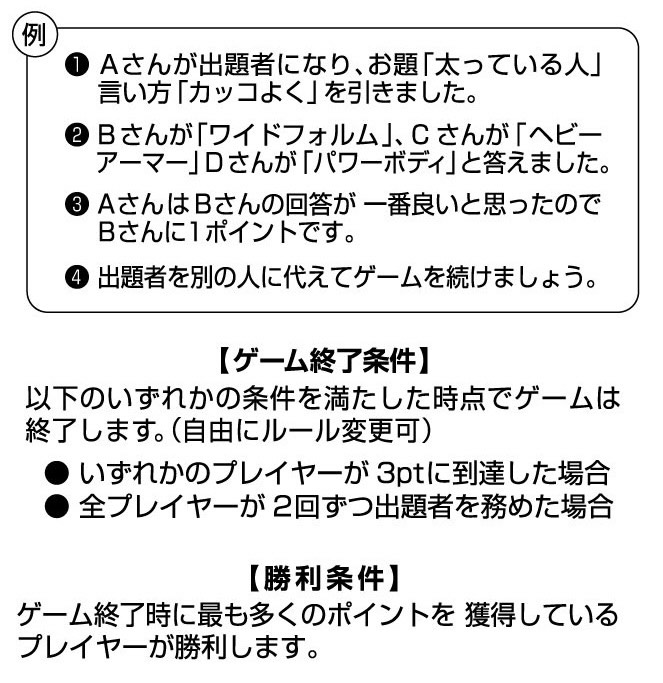 例
❶ Aさんが出題者になり、お題「太っている人」
言い方「カッコよく」を引きました。
❷ Bさんが「ワイドフォルム」、Cさんが「ヘビー
アーマー」Dさんが「パワーボディ」と答えました。
❸ AさんはBさんの回答が 一番良いと思ったので
Bさんに1ポイントです。
❹ 出題者を別の人に代えてゲームを続けましょう。
【ゲーム終了条件】
以下のいずれかの条件を満たした時点でゲームは
終了します。（自由にルール変更可）
● いずれかのプレイヤーが 3ptに到達した場合
● 全プレイヤーが 2回ずつ出題者を務めた場合
【勝利条件】
ゲーム終了時に最も多くのポイントを 獲得している
プレイヤーが勝利します。